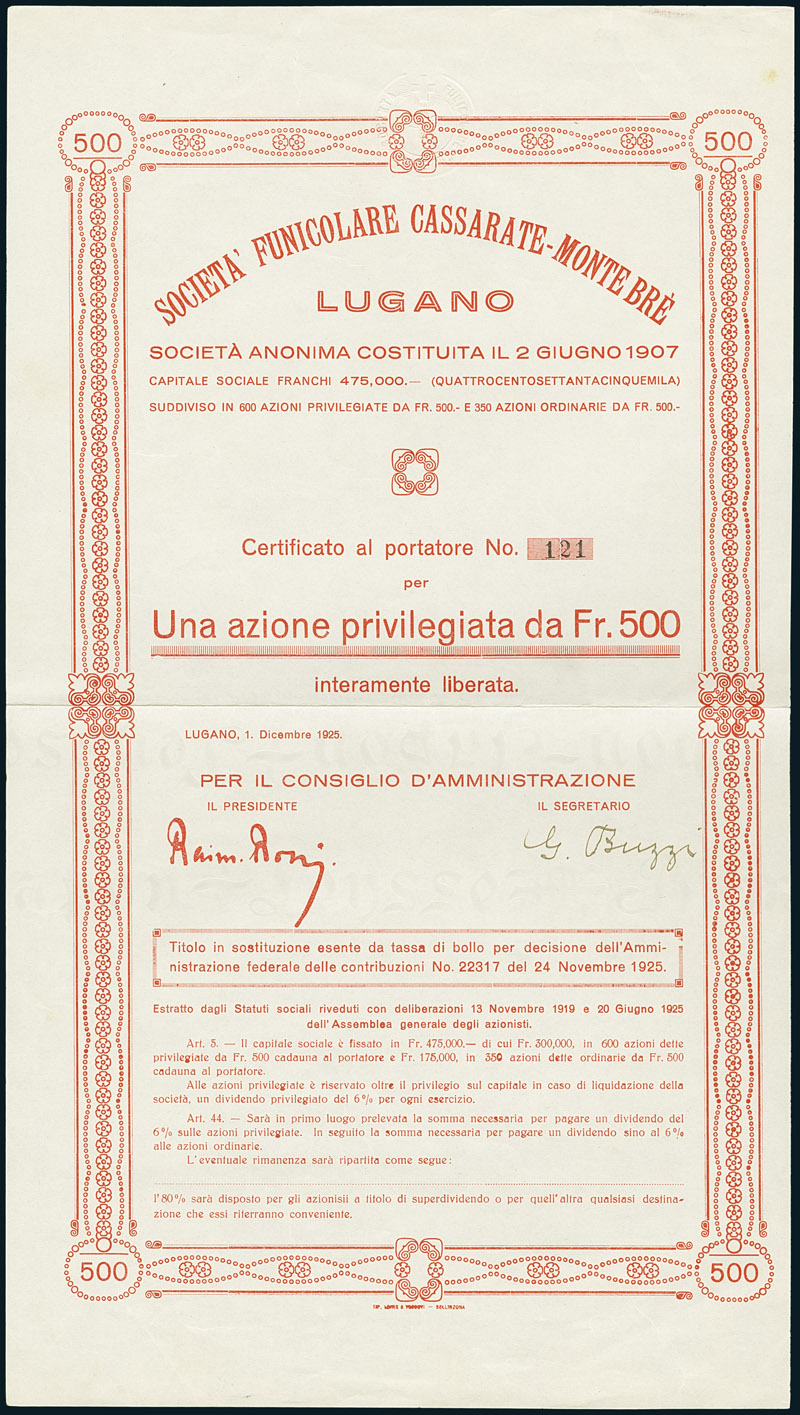 500
500
SOCIETA' FUNICOLARE CASSARATE-MONTE BRÈ
LUGANO
SOCIETÀ ANONIMA COSTITUITA IL 2 GIUGNO 1907
CAPITALE SOCIALE FRANCHI 475,000.— (QUATTROCENTOSETTANTACINQUEMILA)
SUDDIVISO IN 600 AZIONI PRIVILEGIATE DA FR. 500.- E 350 AZIONI ORDINARIE DA FR. 500.-
Certificato al portatore No. 121
per
Una azione privilegiata da Fr. 500
interamente liberata.
LUGANO, 1. Dicembre 1925.
PER IL CONSIGLIO D'AMMINISTRAZIONE
IL PRESIDENTE IL SEGRETARIO
Raim. Rossi. G. Buzzi
Titolo in sostituzione esente da tassa di bollo per decisione dell'Ammi-
nistrazione federale delle contribuzioni No. 22317 del 24 Novembre 1925.
Estratto dagli Statuti sociali riveduti con deliberazioni 13 Novembre 1919 e 20 Giugno 1925
dell'Assemblea generale degli azionisti.
Art. 5. — Il capitale sociale è fissato in Fr. 475,000.— di cui Fr. 300,000, in 600 azioni dette
privilegiate da Fr. 500 cadauna al portatore e Fr. 175,000, in 350 azioni dette ordinarie da Fr. 500
cadauna al portatore.
Alle azioni privilegiate è riservato oltre il privilegio sul capitale in caso di liquidazione della
società, un dividendo privilegiato del 6% per ogni esercizio.
Art. 44. — Sarà in primo luogo prelevata la somma necessaria per pagare un dividendo del
6% sulle azioni privilegiate. In seguito la somma necessaria per pagare un dividendo sino al 6%
alle azioni ordinarie.
L'eventuale rimanenza sarà ripartita come segue:
l'80% sarà disposto per gli azionisii a titolo di superdividendo o per quell'altra qualsiasi destina-
zione che essi riterranno conveniente.
500
500
TIP. — BELLINZONA